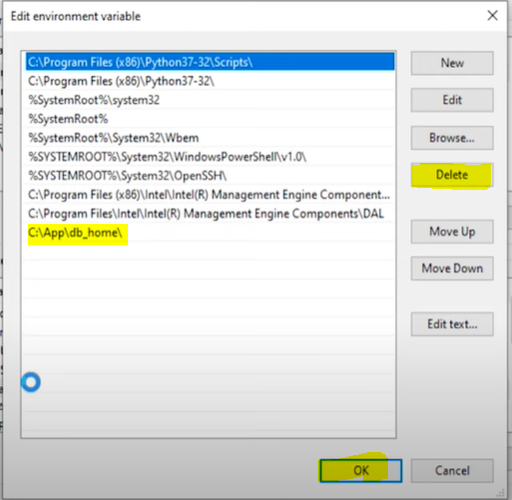 Edit environment variable
C:\Program Files (x86)\Python37-32\Scripts\
C:\Program Files (x86)\Python37-32\
%SystemRoot%\system32
%SystemRoot%
%SystemRoot%\System32\Wbem
%SYSTEMROOT%\System32\WindowsPowerShell\v1.0\
%SYSTEMROOT%\System32\OpenSSH\
C:\Program Files (x86)\Intel\Intel(R) Management Engine Component...
C:\Program Files\Intel\Intel(R) Management Engine Components\DAL
C:\App\db_home\
New
Edit
Browse...
Delete
Move Up
Move Down
Edit text...
OK
Cancel